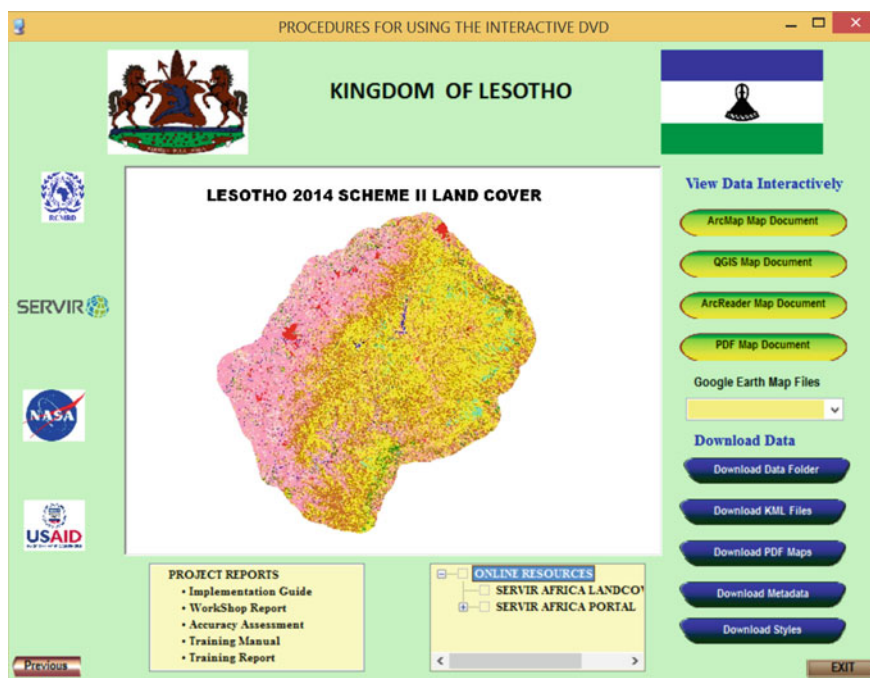 PROCEDURES FOR USING THE INTERACTIVE DVD
KINGDOM OF LESOTHO
RCMRD
SERVIR
NASA
USAID
LESOTHO 2014 SCHEME II LAND COVER
View Data Interactively
ArcMap Map Document
QGIS Map Document
ArcReader Map Document
PDF Map Document
Google Earth Map Files
Download Data
Download Data Folder
Download KML Files
Download PDF Maps
Download Metadata
Download Styles
PROJECT REPORTS
• Implementation Guide
• WorkShop Report
• Accuracy Assessment
• Training Manual
• Training Report
ONLINE RESOURCES
SERVIR AFRICA LANDCOV
SERVIR AFRICA PORTAL
Previous
EXIT